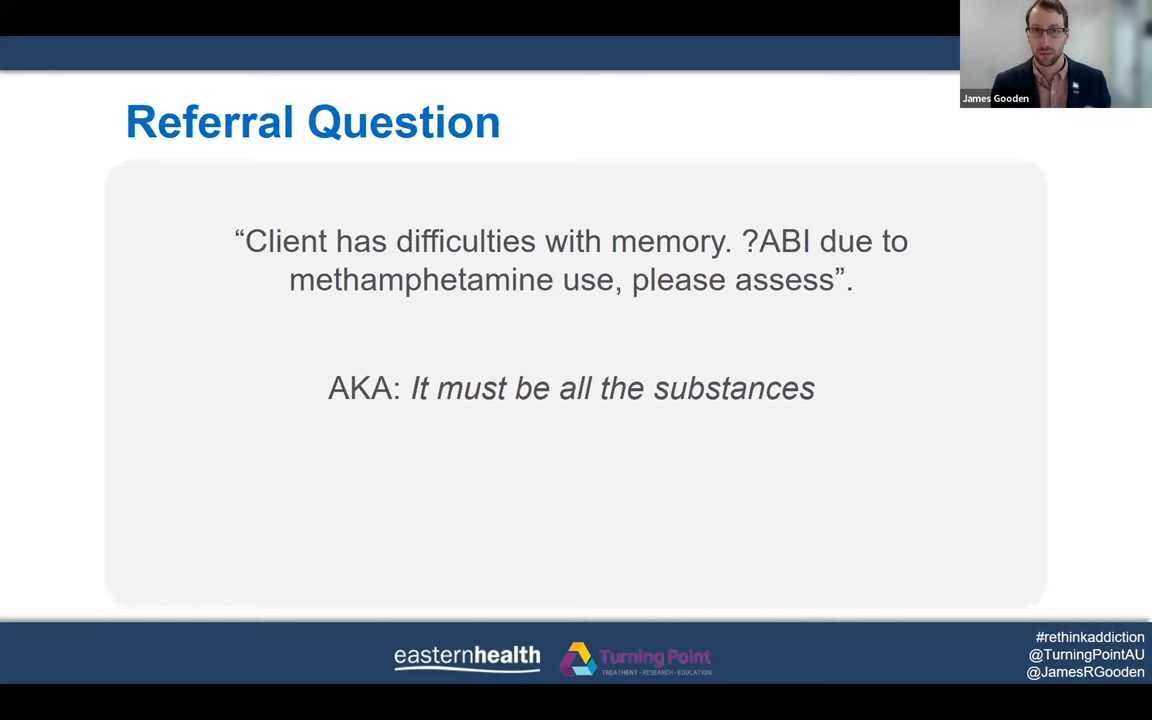 James Gooden
Referral Question
“Client has difficulties with memory. ?ABI due to
methamphetamine use, please assess”.
AKA: It must be all the substances
easternhealth
Turning Point
TREATMENT • RESEARCH • EDUCATION
#rethinkaddiction
@TurningPointAU
@JamesRGooden